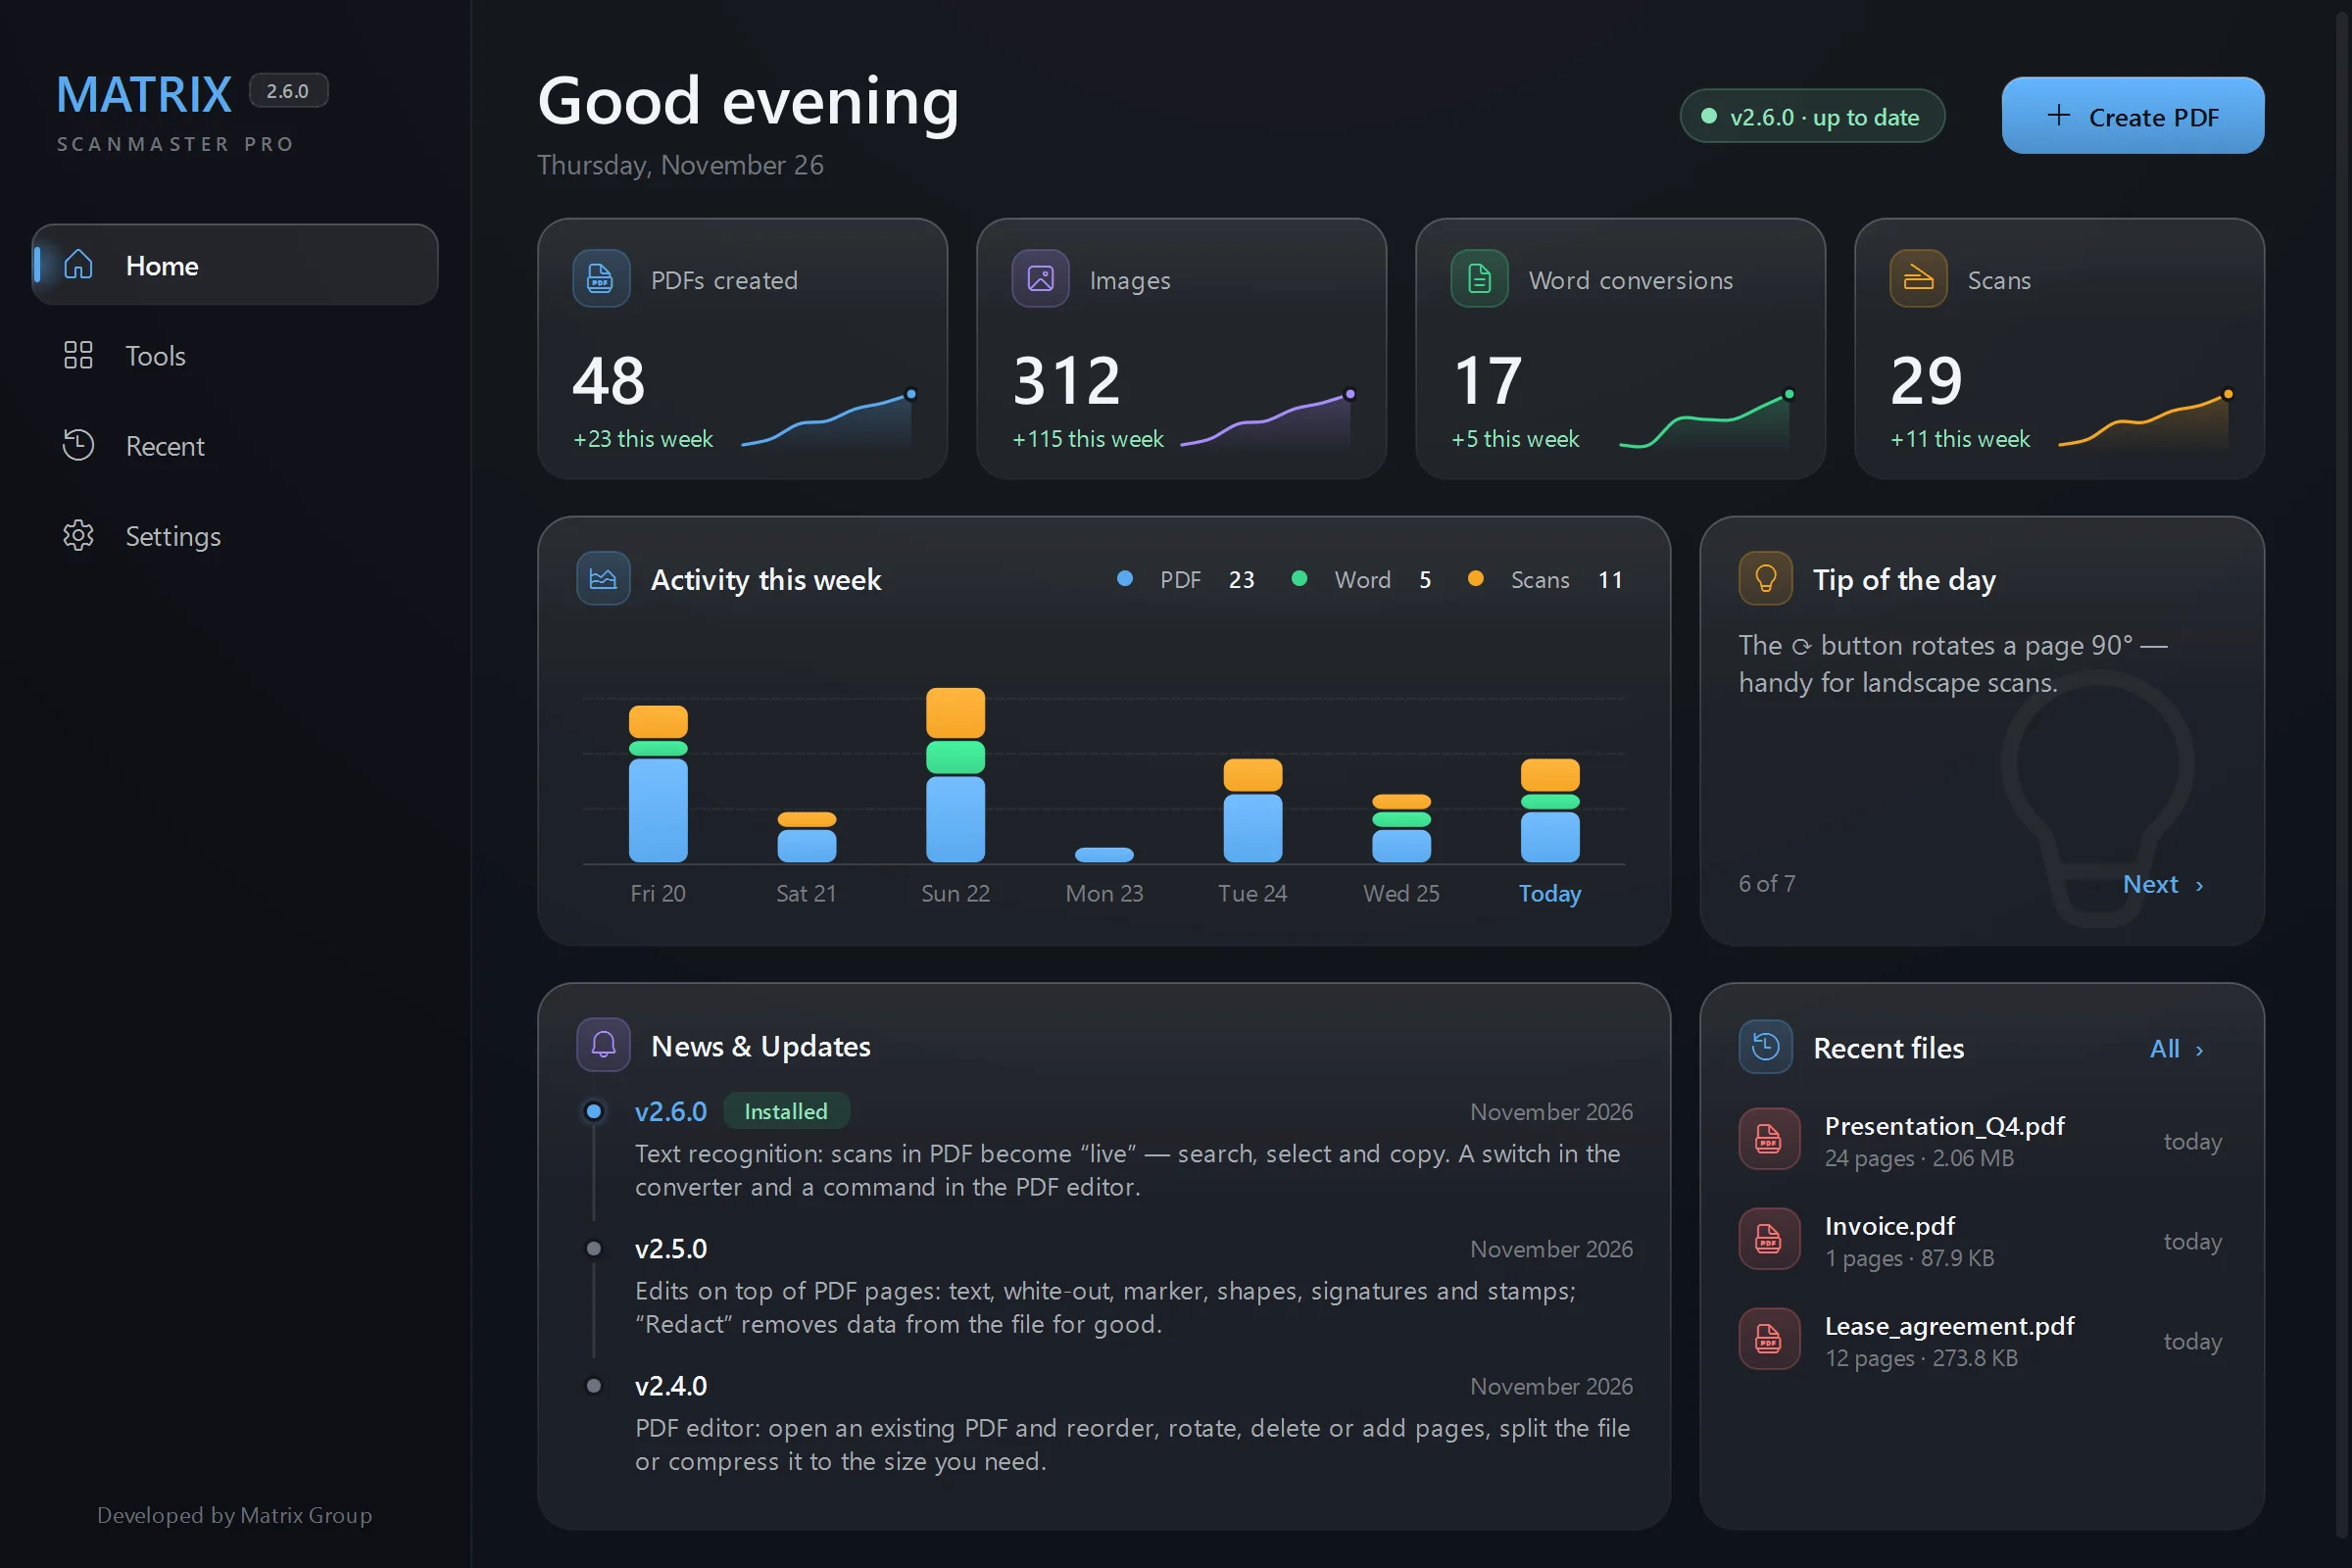 MATRIX 2.6.0
SCANMASTER PRO
Home
Tools
Recent
Settings
Developed by Matrix Group
Good evening
Thursday, November 26
v2.6.0 · up to date
+ Create PDF
PDFs created
48
+23 this week
Images
312
+115 this week
Word conversions
17
+5 this week
Scans
29
+11 this week
Activity this week
PDF 23 Word 5 Scans 11
Fri 20 Sat 21 Sun 22 Mon 23 Tue 24 Wed 25 Today
Tip of the day
The ⟳ button rotates a page 90° —
handy for landscape scans.
6 of 7 Next ›
News & Updates
v2.6.0 Installed November 2026
Text recognition: scans in PDF become “live” — search, select and copy. A switch in the
converter and a command in the PDF editor.
v2.5.0 November 2026
Edits on top of PDF pages: text, white-out, marker, shapes, signatures and stamps;
“Redact” removes data from the file for good.
v2.4.0 November 2026
PDF editor: open an existing PDF and reorder, rotate, delete or add pages, split the file
or compress it to the size you need.
Recent files All ›
Presentation_Q4.pdf
24 pages · 2.06 MB today
Invoice.pdf
1 pages · 87.9 KB today
Lease_agreement.pdf
12 pages · 273.8 KB today